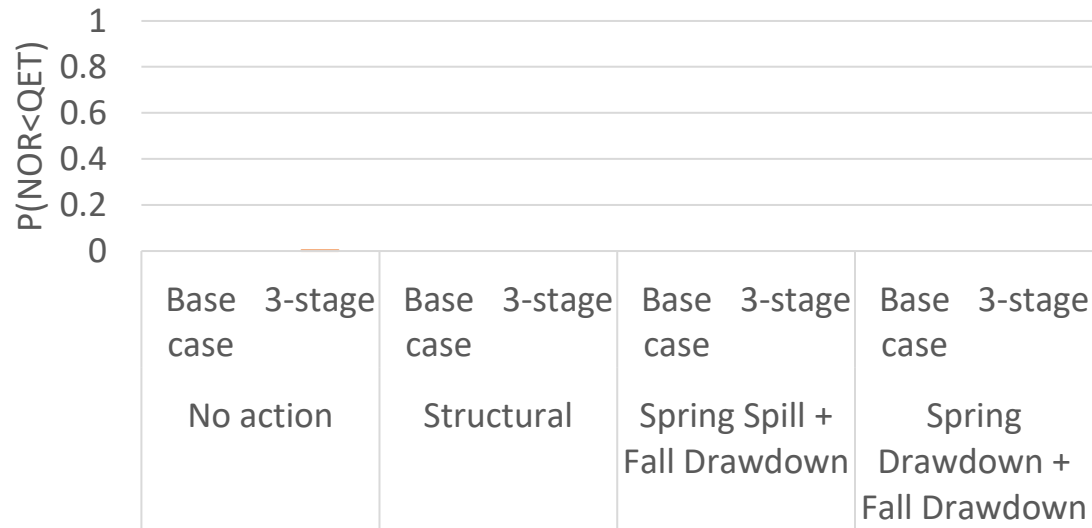 P(NOR<QET)
1
0.8
0.6
0.4
0.2
0
Base 3-stage Base 3-stage Base 3-stage Base 3-stage
case case case case
No action Structural Spring Spill + Spring
Fall Drawdown Drawdown +
Fall Drawdown